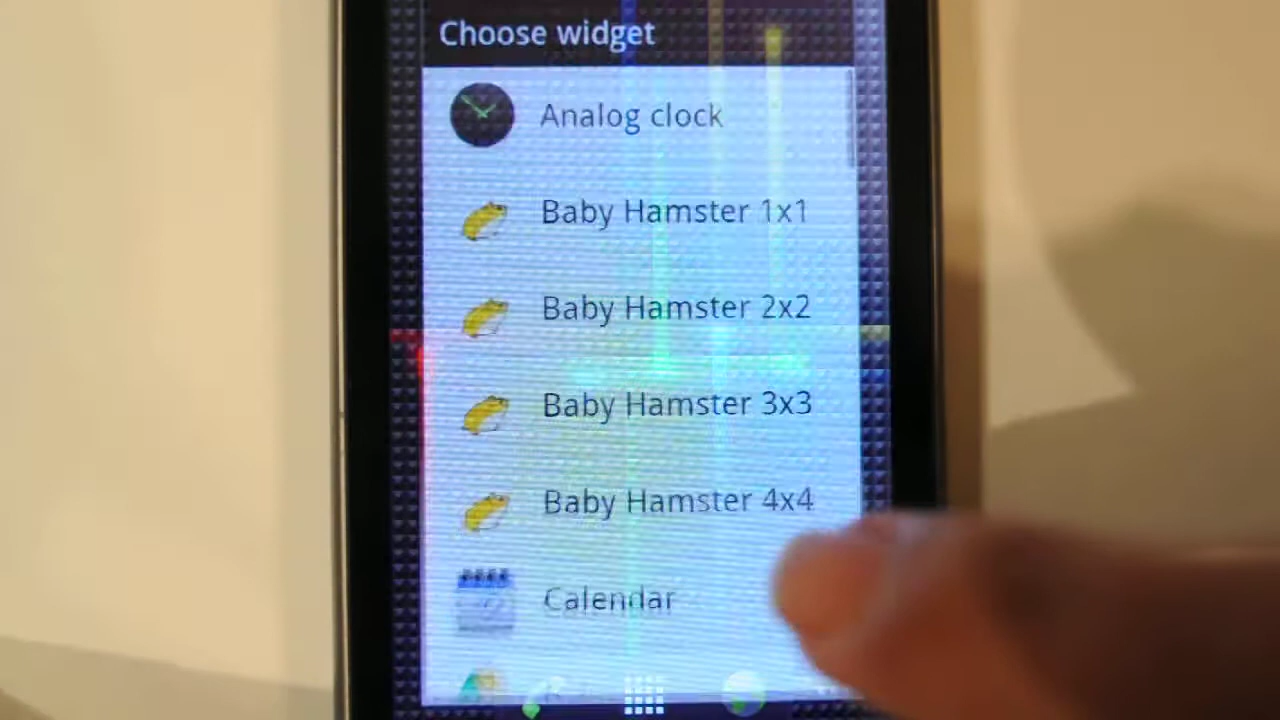 Choose widget
Analog clock
Baby Hamster 1x1
Baby Hamster 2x2
Baby Hamster 3x3
Baby Hamster 4x4
Calendar